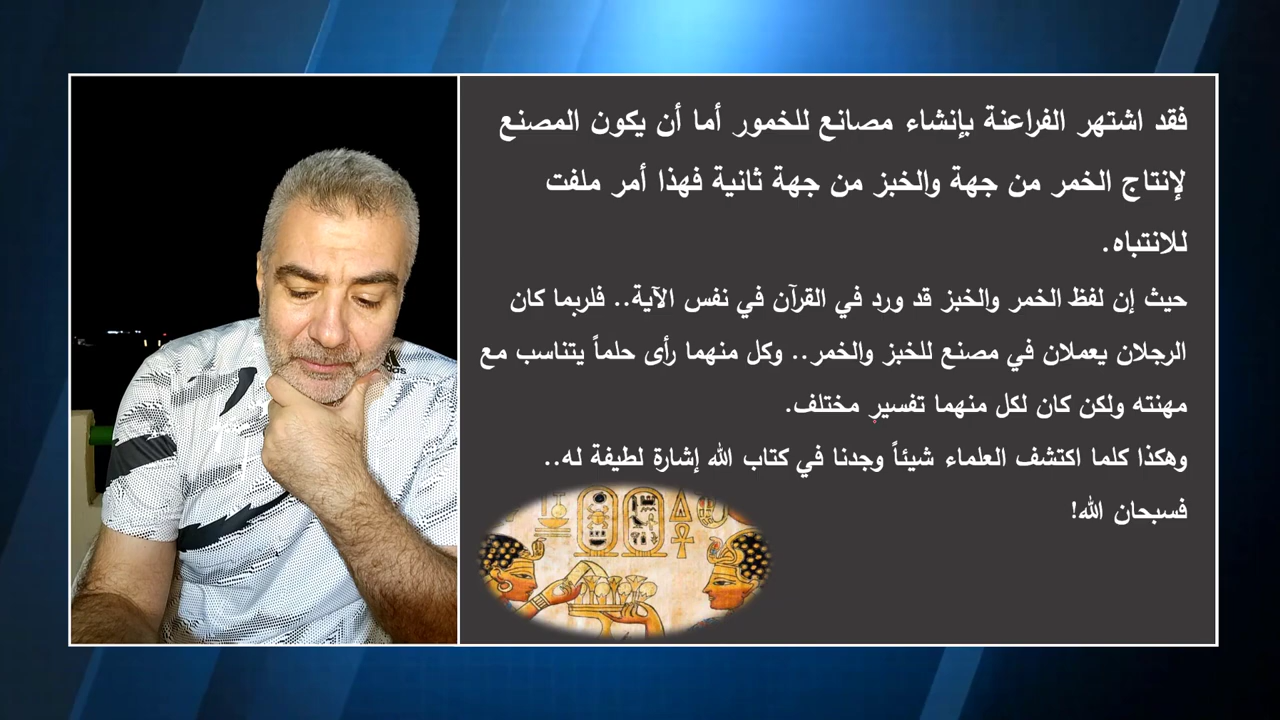 فقد اشتهر الفراعنة بإنشاء مصانع للخمور أما أن يكون المصنع
لإنتاج الخمر من جهة والخبز من جهة ثانية فهذا أمر ملفت
للانتباه.
حيث إن لفظ الخمر والخبز قد ورد في القرآن في نفس الآية.. فلربما كان
الرجلان يعملان في مصنع للخبز والخمر.. وكل منهما رأى حلماً يتناسب مع
مهنته ولكن كان لكل منهما تفسير مختلف.
وهكذا كلما اكتشف العلماء شيئاً وجدنا في كتاب الله إشارة لطيفة له..
فسبحان الله!